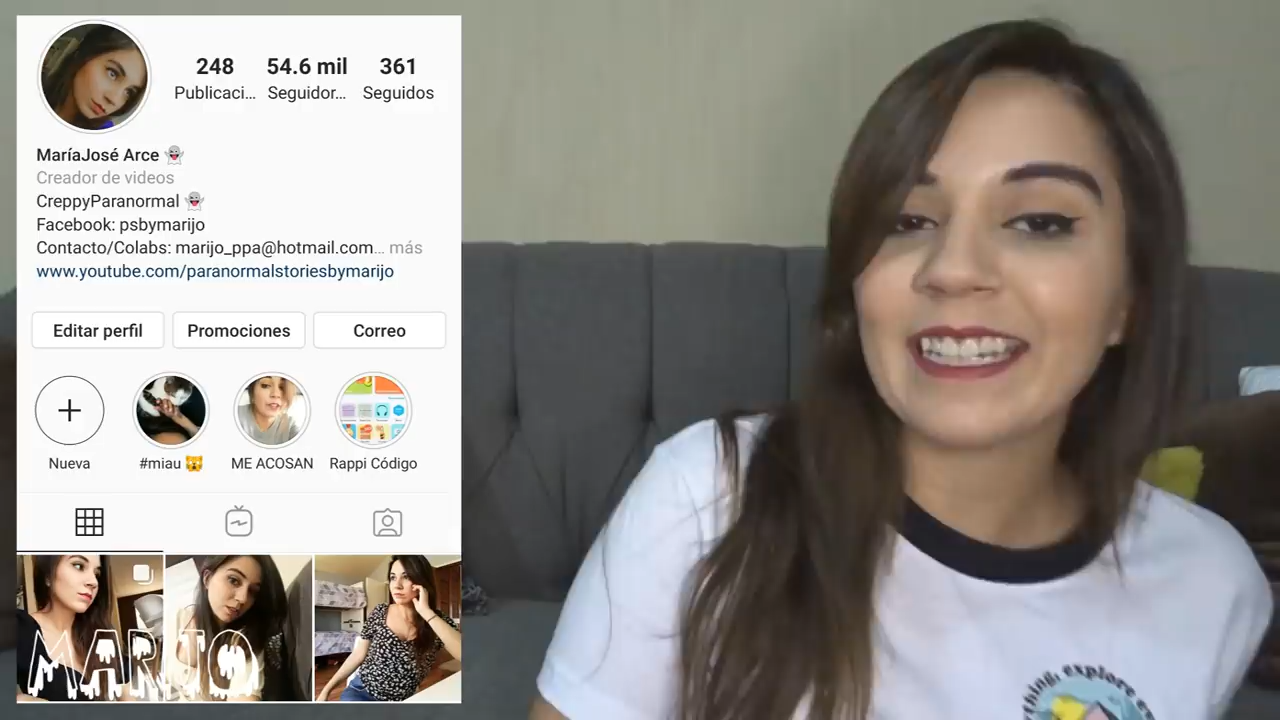 248 54.6 mil 361
Publicaci... Seguidor... Seguidos
MaríaJosé Arce 👻
Creador de videos
CreppyParanormal 👻
Facebook: psbymarijo
Contacto/Colabs: marijo_ppa@hotmail.com... más
www.youtube.com/paranormalstoriesbymarijo
Editar perfil Promociones Correo
Nueva #miau 🙀 ME ACOSAN Rappi Código
MARIJO
explore